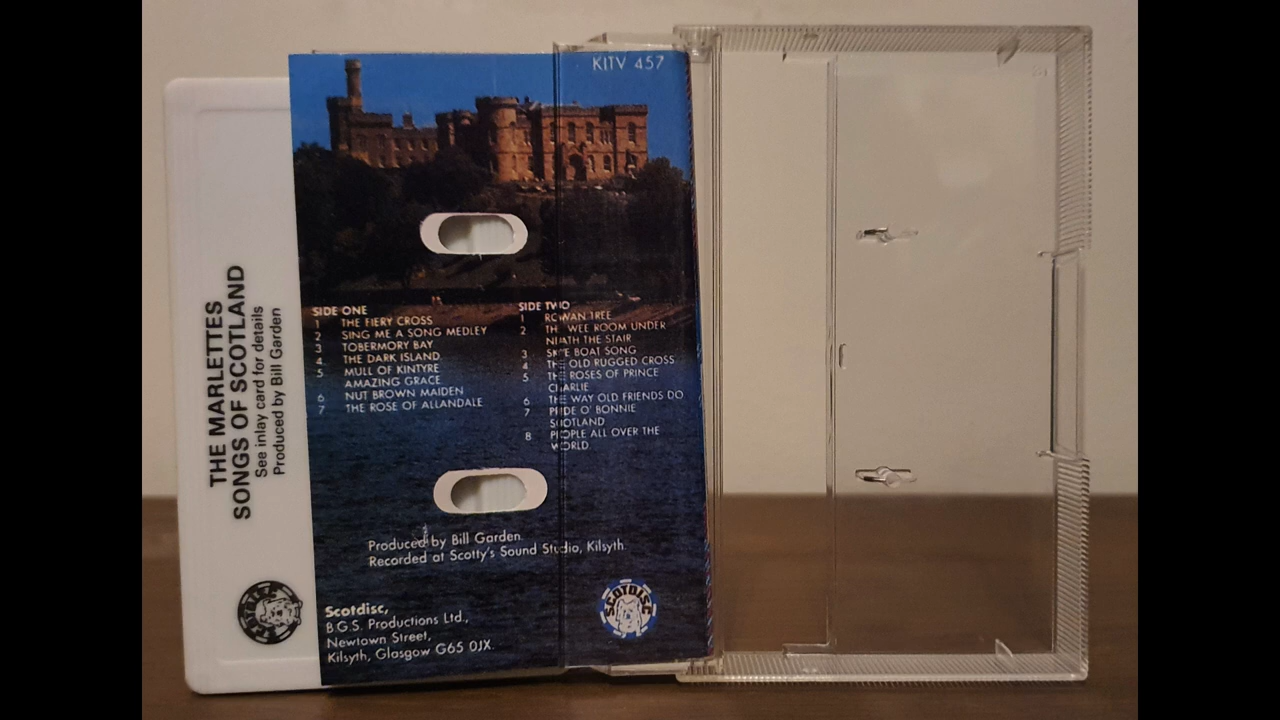 THE MARLETTES
SONGS OF SCOTLAND
See inlay card for details
Produced by Bill Garden
SCOTDISC
KITV 457
SIDE ONE
1 THE FIERY CROSS
2 SING ME A SONG MEDLEY
3 TOBERMORY BAY
4. THE DARK ISLAND
5 MULL OF KINTYRE
AMAZING GRACE
6 NUT BROWN MAIDEN
7 THE ROSE OF ALLANDALE
SIDE TWO
1 ROWAN TREE
2 THE WEE ROOM UNDER
NEATH THE STAIR
3 SKYE BOAT SONG
4 THE OLD RUGGED CROSS
5 THE ROSES OF PRINCE
CHARLIE
6 THE WAY OLD FRIENDS DO
7 PRIDE O' BONNIE
SCOTLAND
8 PEOPLE ALL OVER THE
WORLD
Produced by Bill Garden
Recorded at Scotty's Sound Studio, Kilsyth
Scotdisc,
B.G.S. Productions Ltd.,
Newtown Street,
Kilsyth, Glasgow G65 0JX.
SCOTDISC